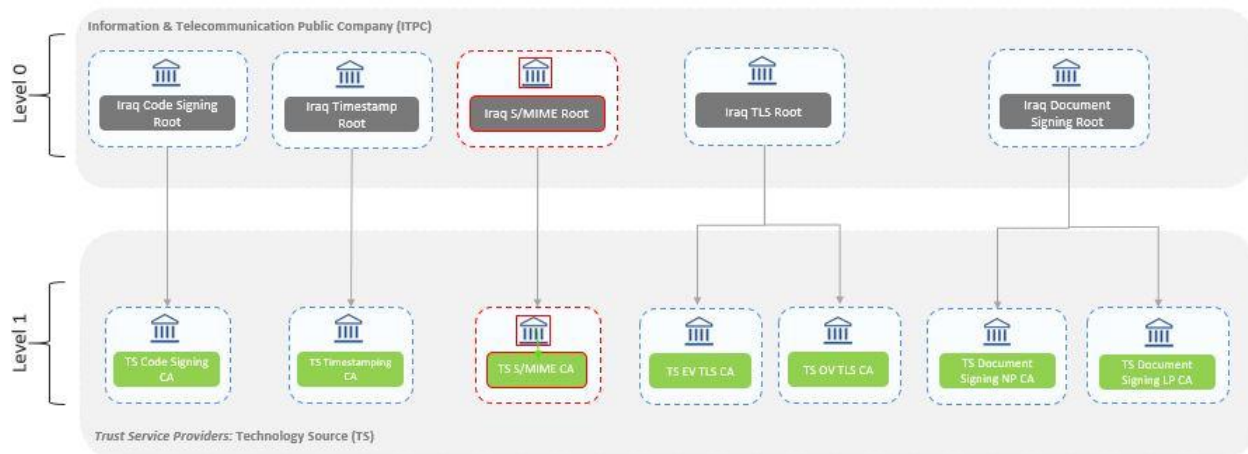 Information & Telecommunication Public Company (ITPC)
Level 0
Iraq Code Signing
Root
Iraq Timestamp
Root
Iraq S/MIME Root
Iraq TLS Root
Iraq Document
Signing Root
Level 1
TS Code Signing
CA
TS Timestamping
CA
TS S/MIME CA
TS EV TLS CA
TS OV TLS CA
TS Document
Signing NP CA
TS Document
Signing LP CA
Trust Service Providers: Technology Source (TS)